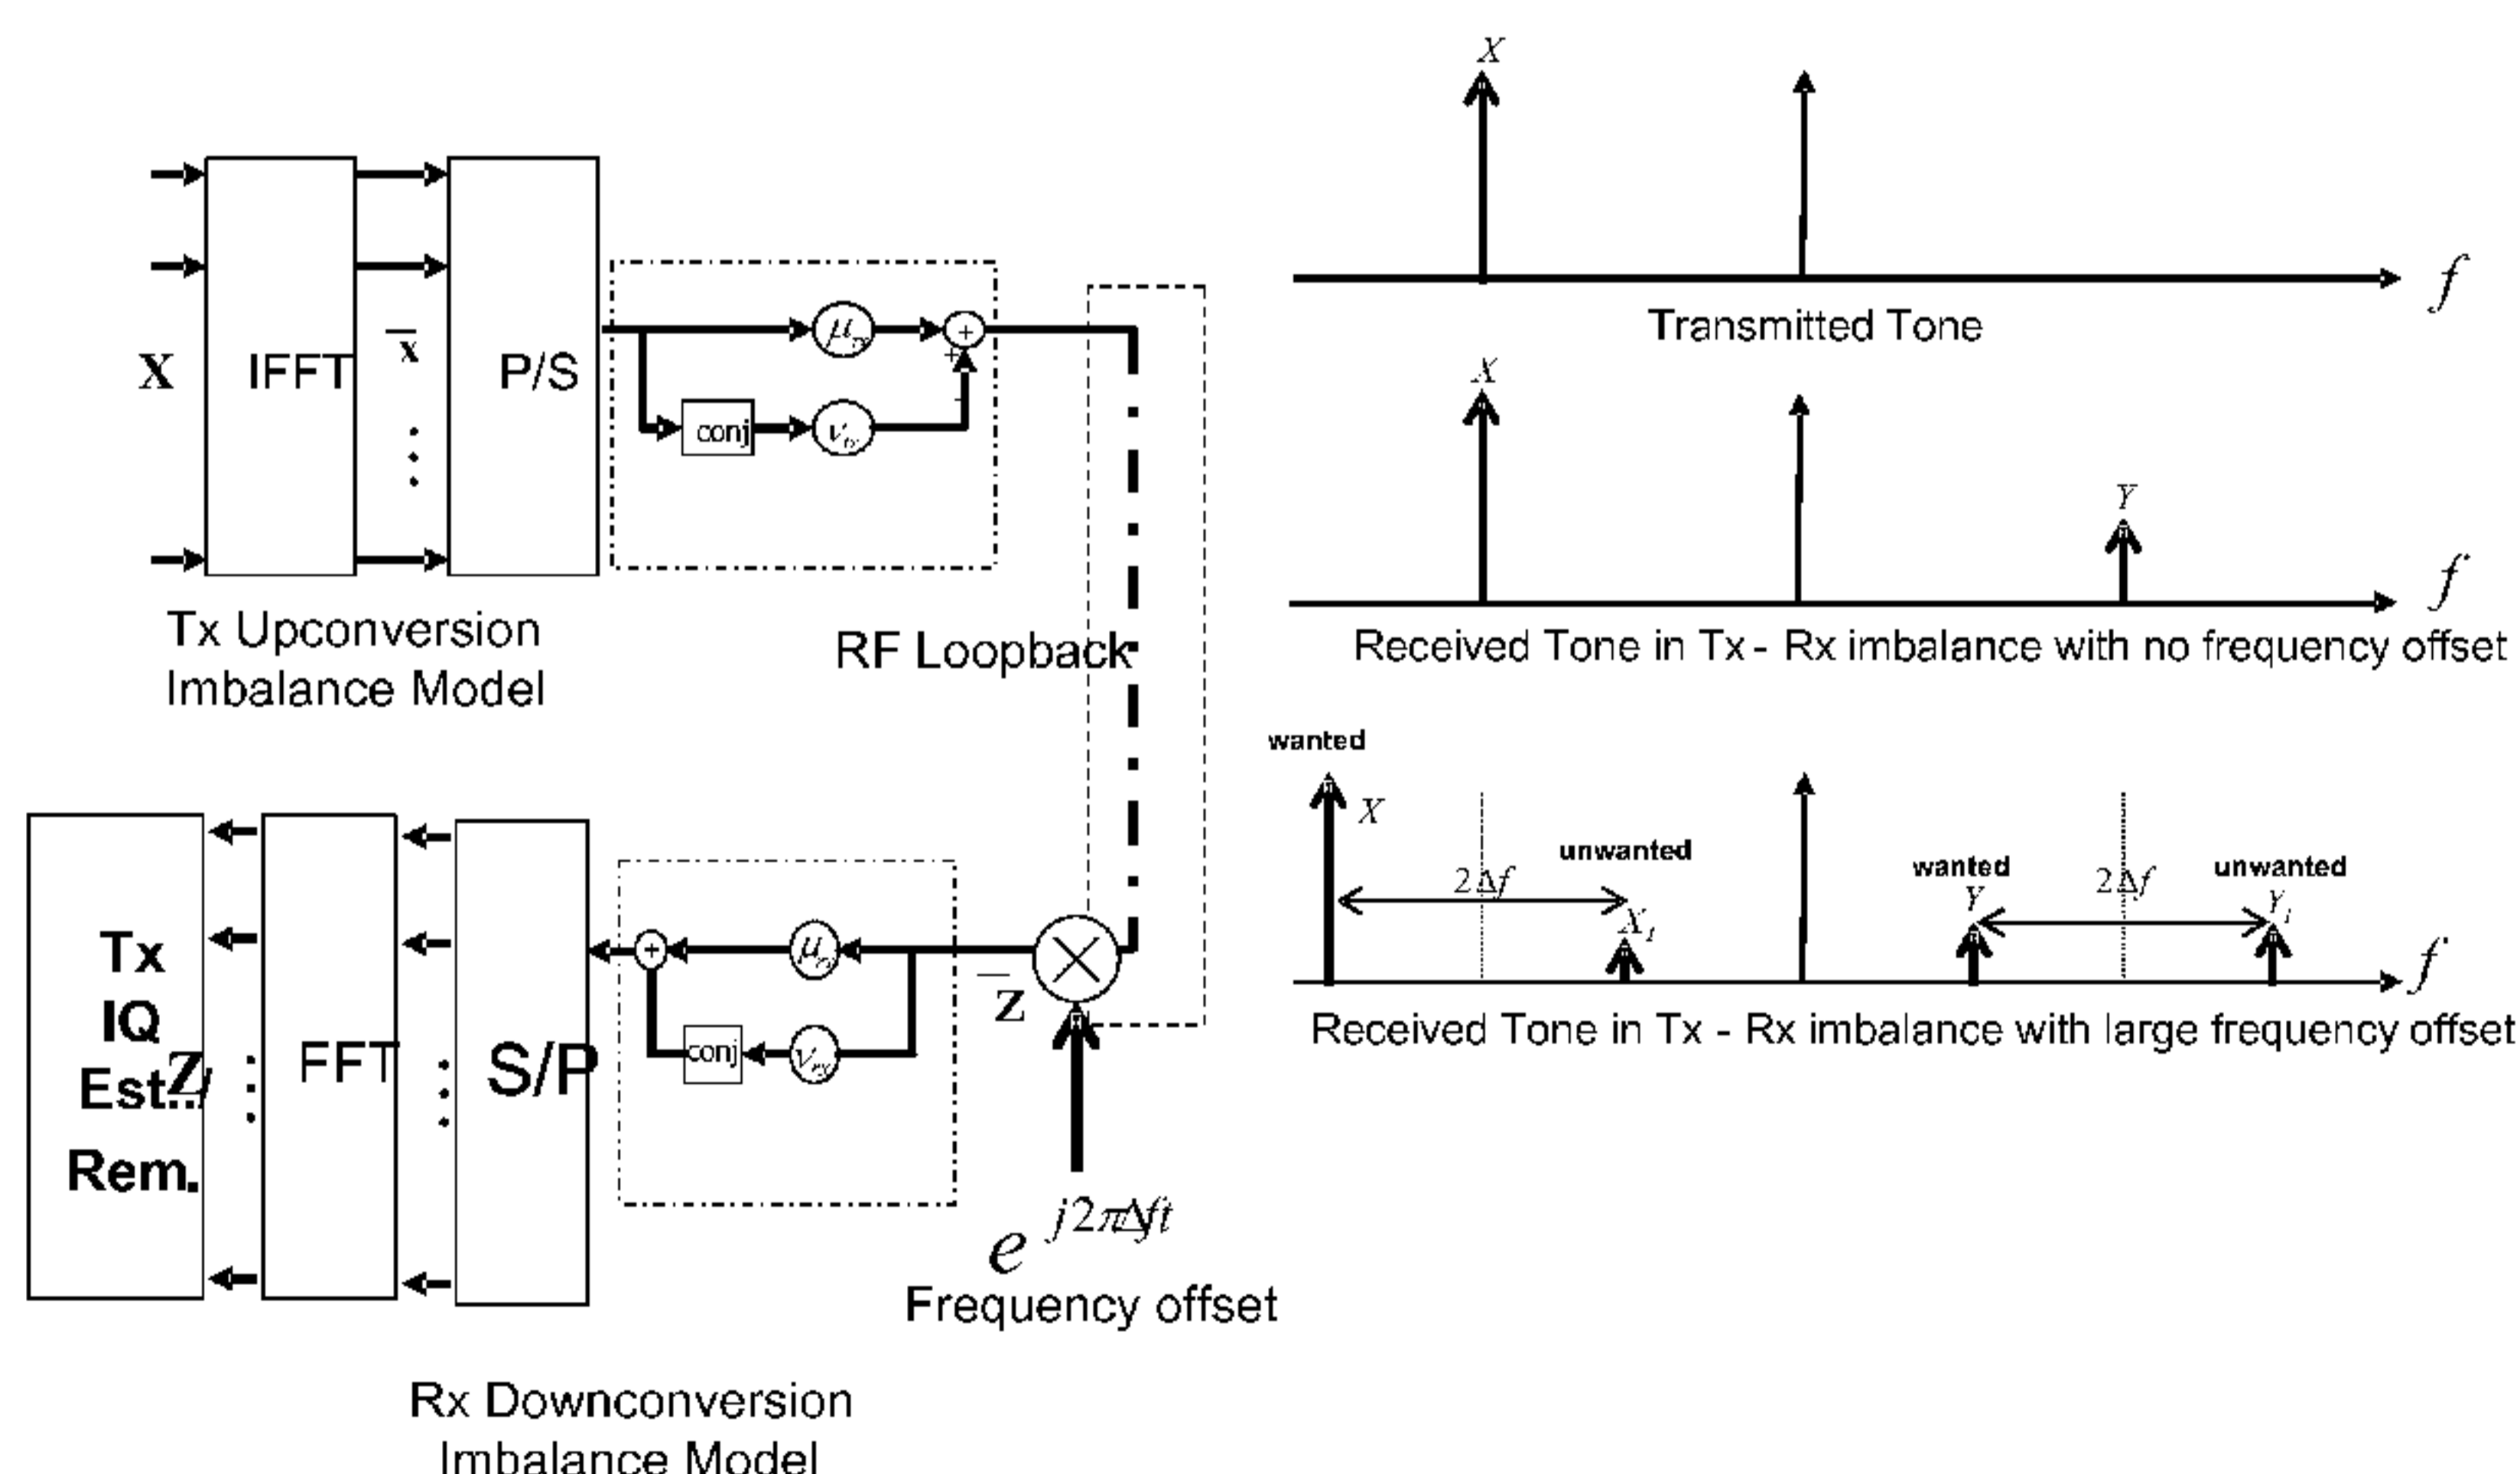 X
IFFT
x
P/S
μ
+
+
conj
Tx Upconversion
Imbalance Model
RF Loopback
X
f
Transmitted Tone
X
Y
f
Received Tone in Tx - Rx imbalance with no frequency offset
wanted
X
2Δf
unwanted
X1
wanted
Y
2Δf
unwanted
Y1
f
Received Tone in Tx - Rx imbalance with large frequency offset
Tx
IQ
Est./
Rem.
Z
FFT
S/P
+
μ
conj
νrx
z
e j2πΔft
Frequency offset
Rx Downconversion
Imbalance Model